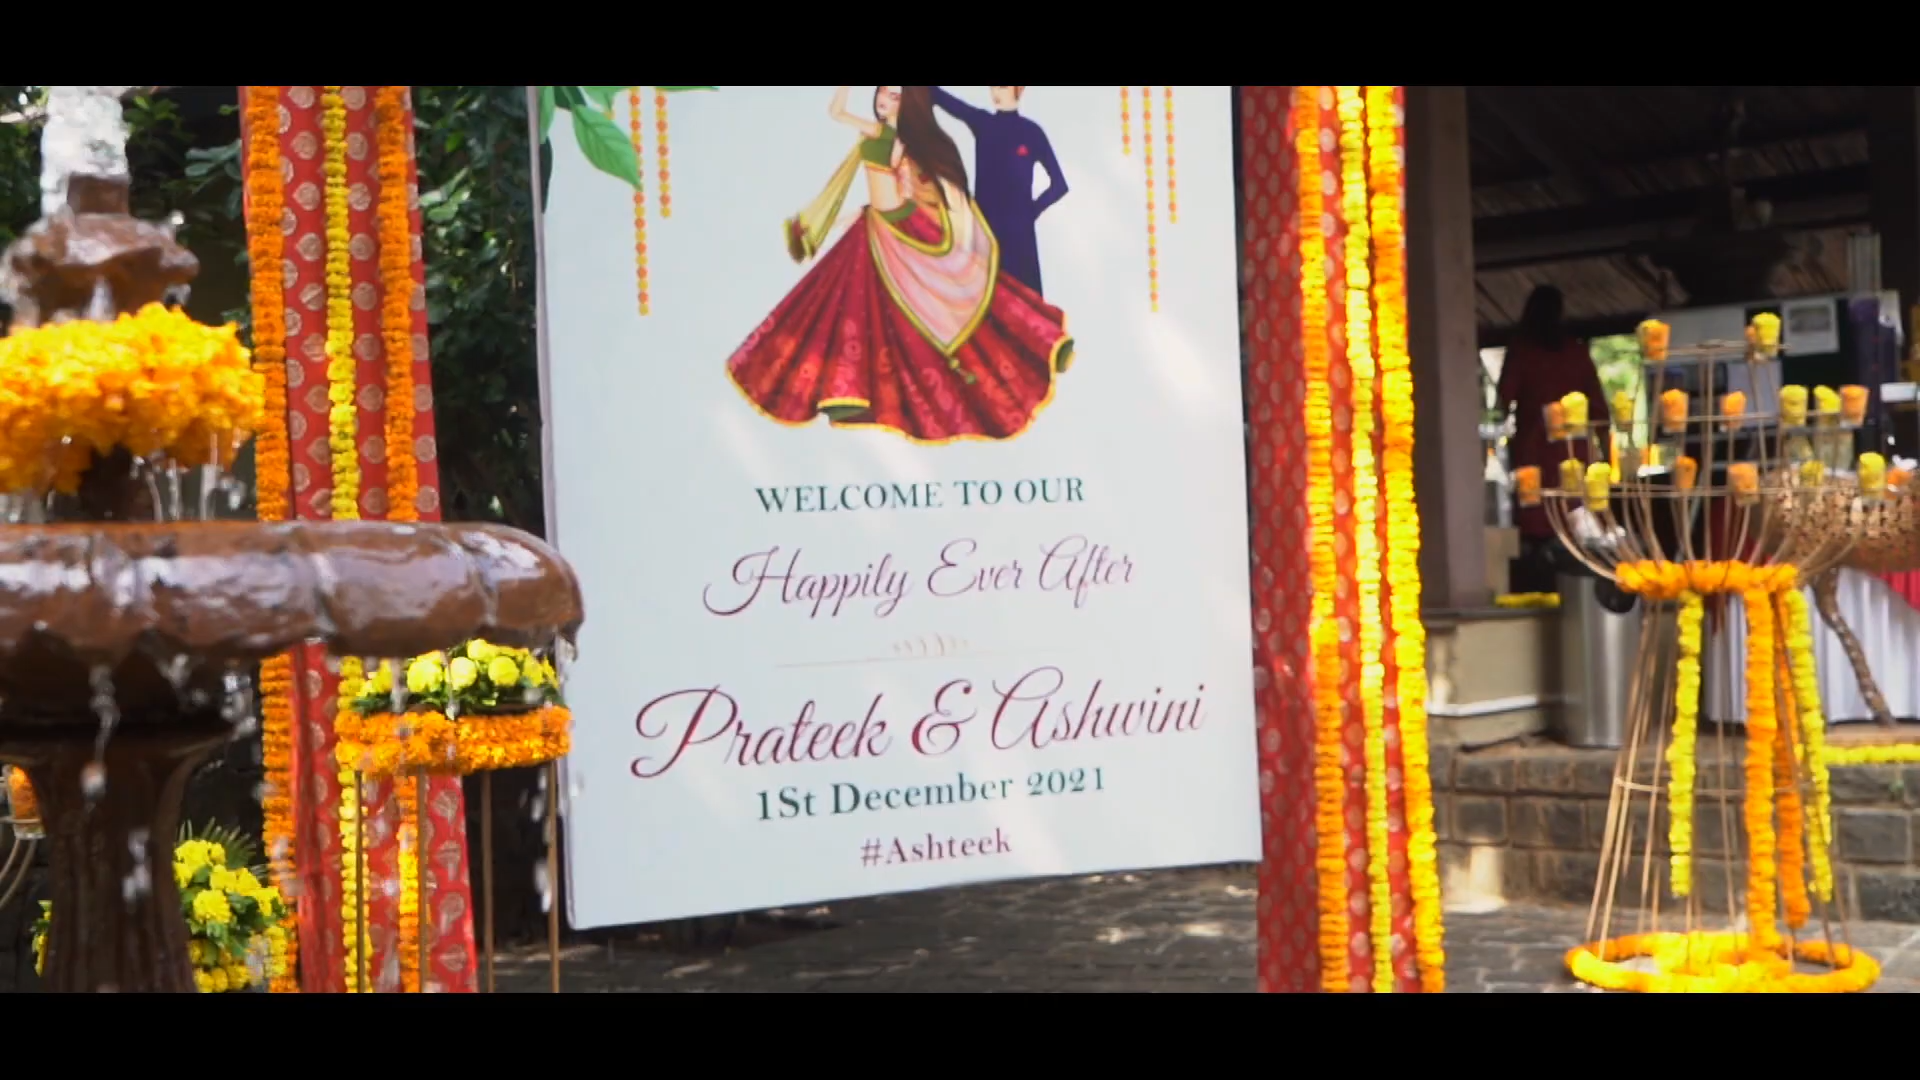 WELCOME TO OUR
Happily Ever After
Prateek & Ashwini
1St December 2021
#Ashteek